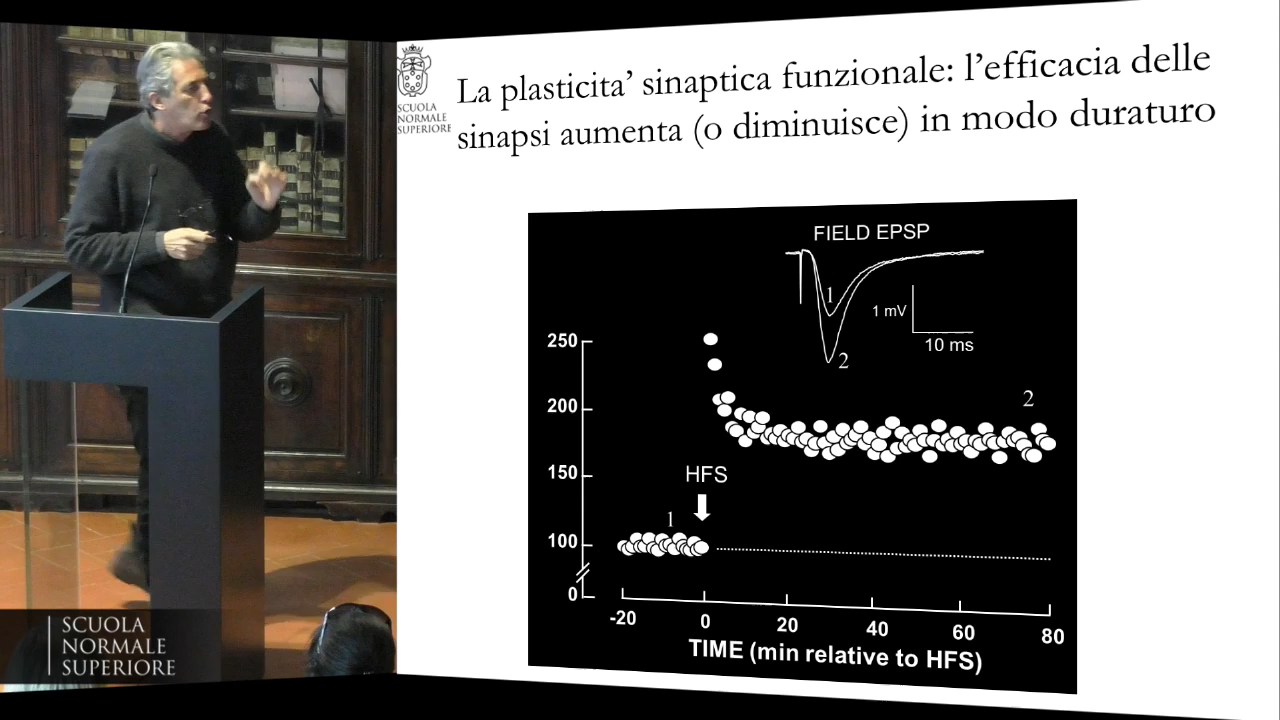 SCUOLA
NORMALE
SUPERIORE
La plasticita’ sinaptica funzionale: l’efficacia delle
sinapsi aumenta (o diminuisce) in modo duraturo
FIELD EPSP
1
1 mV
10 ms
2
250
200
2
150
HFS
1
100
0
-20
0
20
40
60
80
TIME (min relative to HFS)
SCUOLA
NORMALE
SUPERIORE